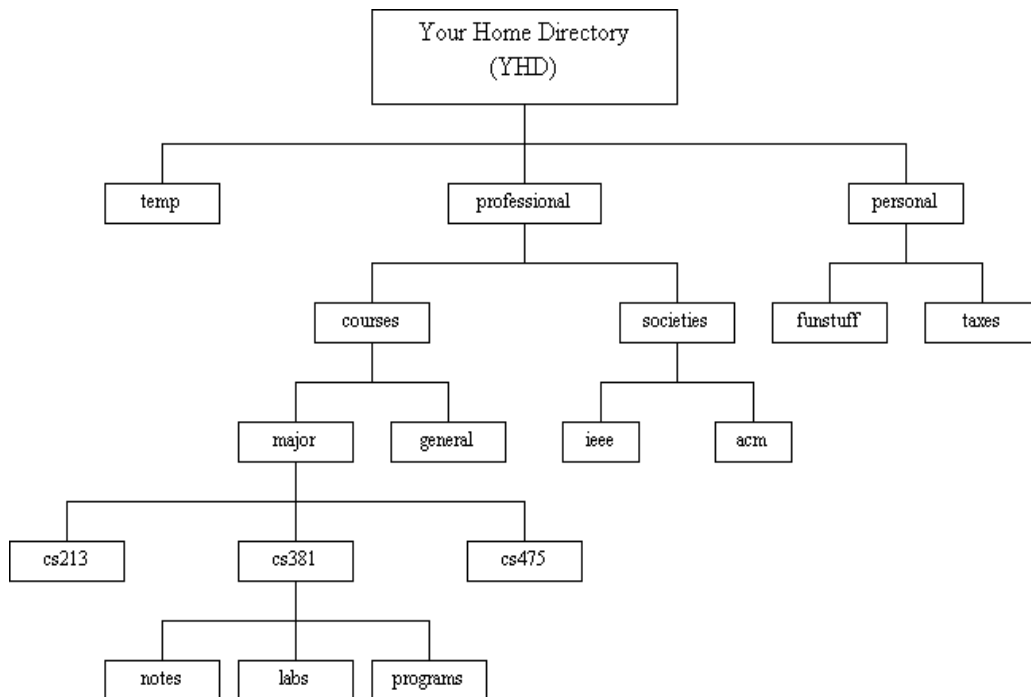 Your Home Directory
(YHD)
temp
professional
personal
courses
societies
funstuff
taxes
major
general
ieee
acm
cs213
cs381
cs475
notes
labs
programs